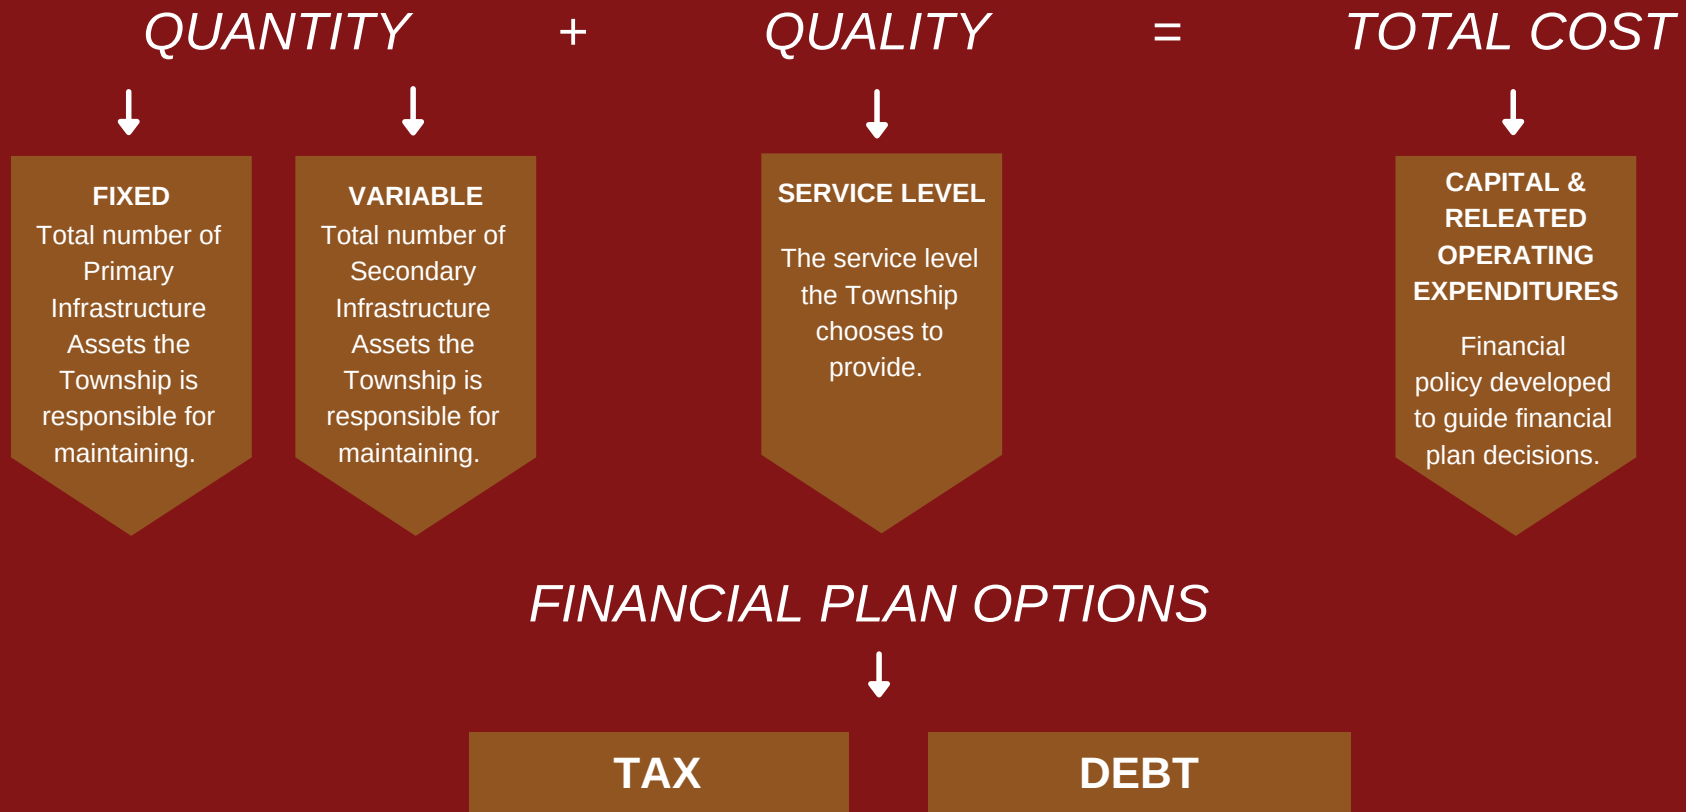 QUANTITY + QUALITY = TOTAL COST
FIXED
Total number of
Primary
Infrastructure
Assets the
Township is
responsible for
maintaining.
VARIABLE
Total number of
Secondary
Infrastructure
Assets the
Township is
responsible for
maintaining.
SERVICE LEVEL
The service level
the Township
chooses to
provide.
CAPITAL &
RELEATED
OPERATING
EXPENDITURES
Financial
policy developed
to guide financial
plan decisions.
FINANCIAL PLAN OPTIONS
TAX
DEBT